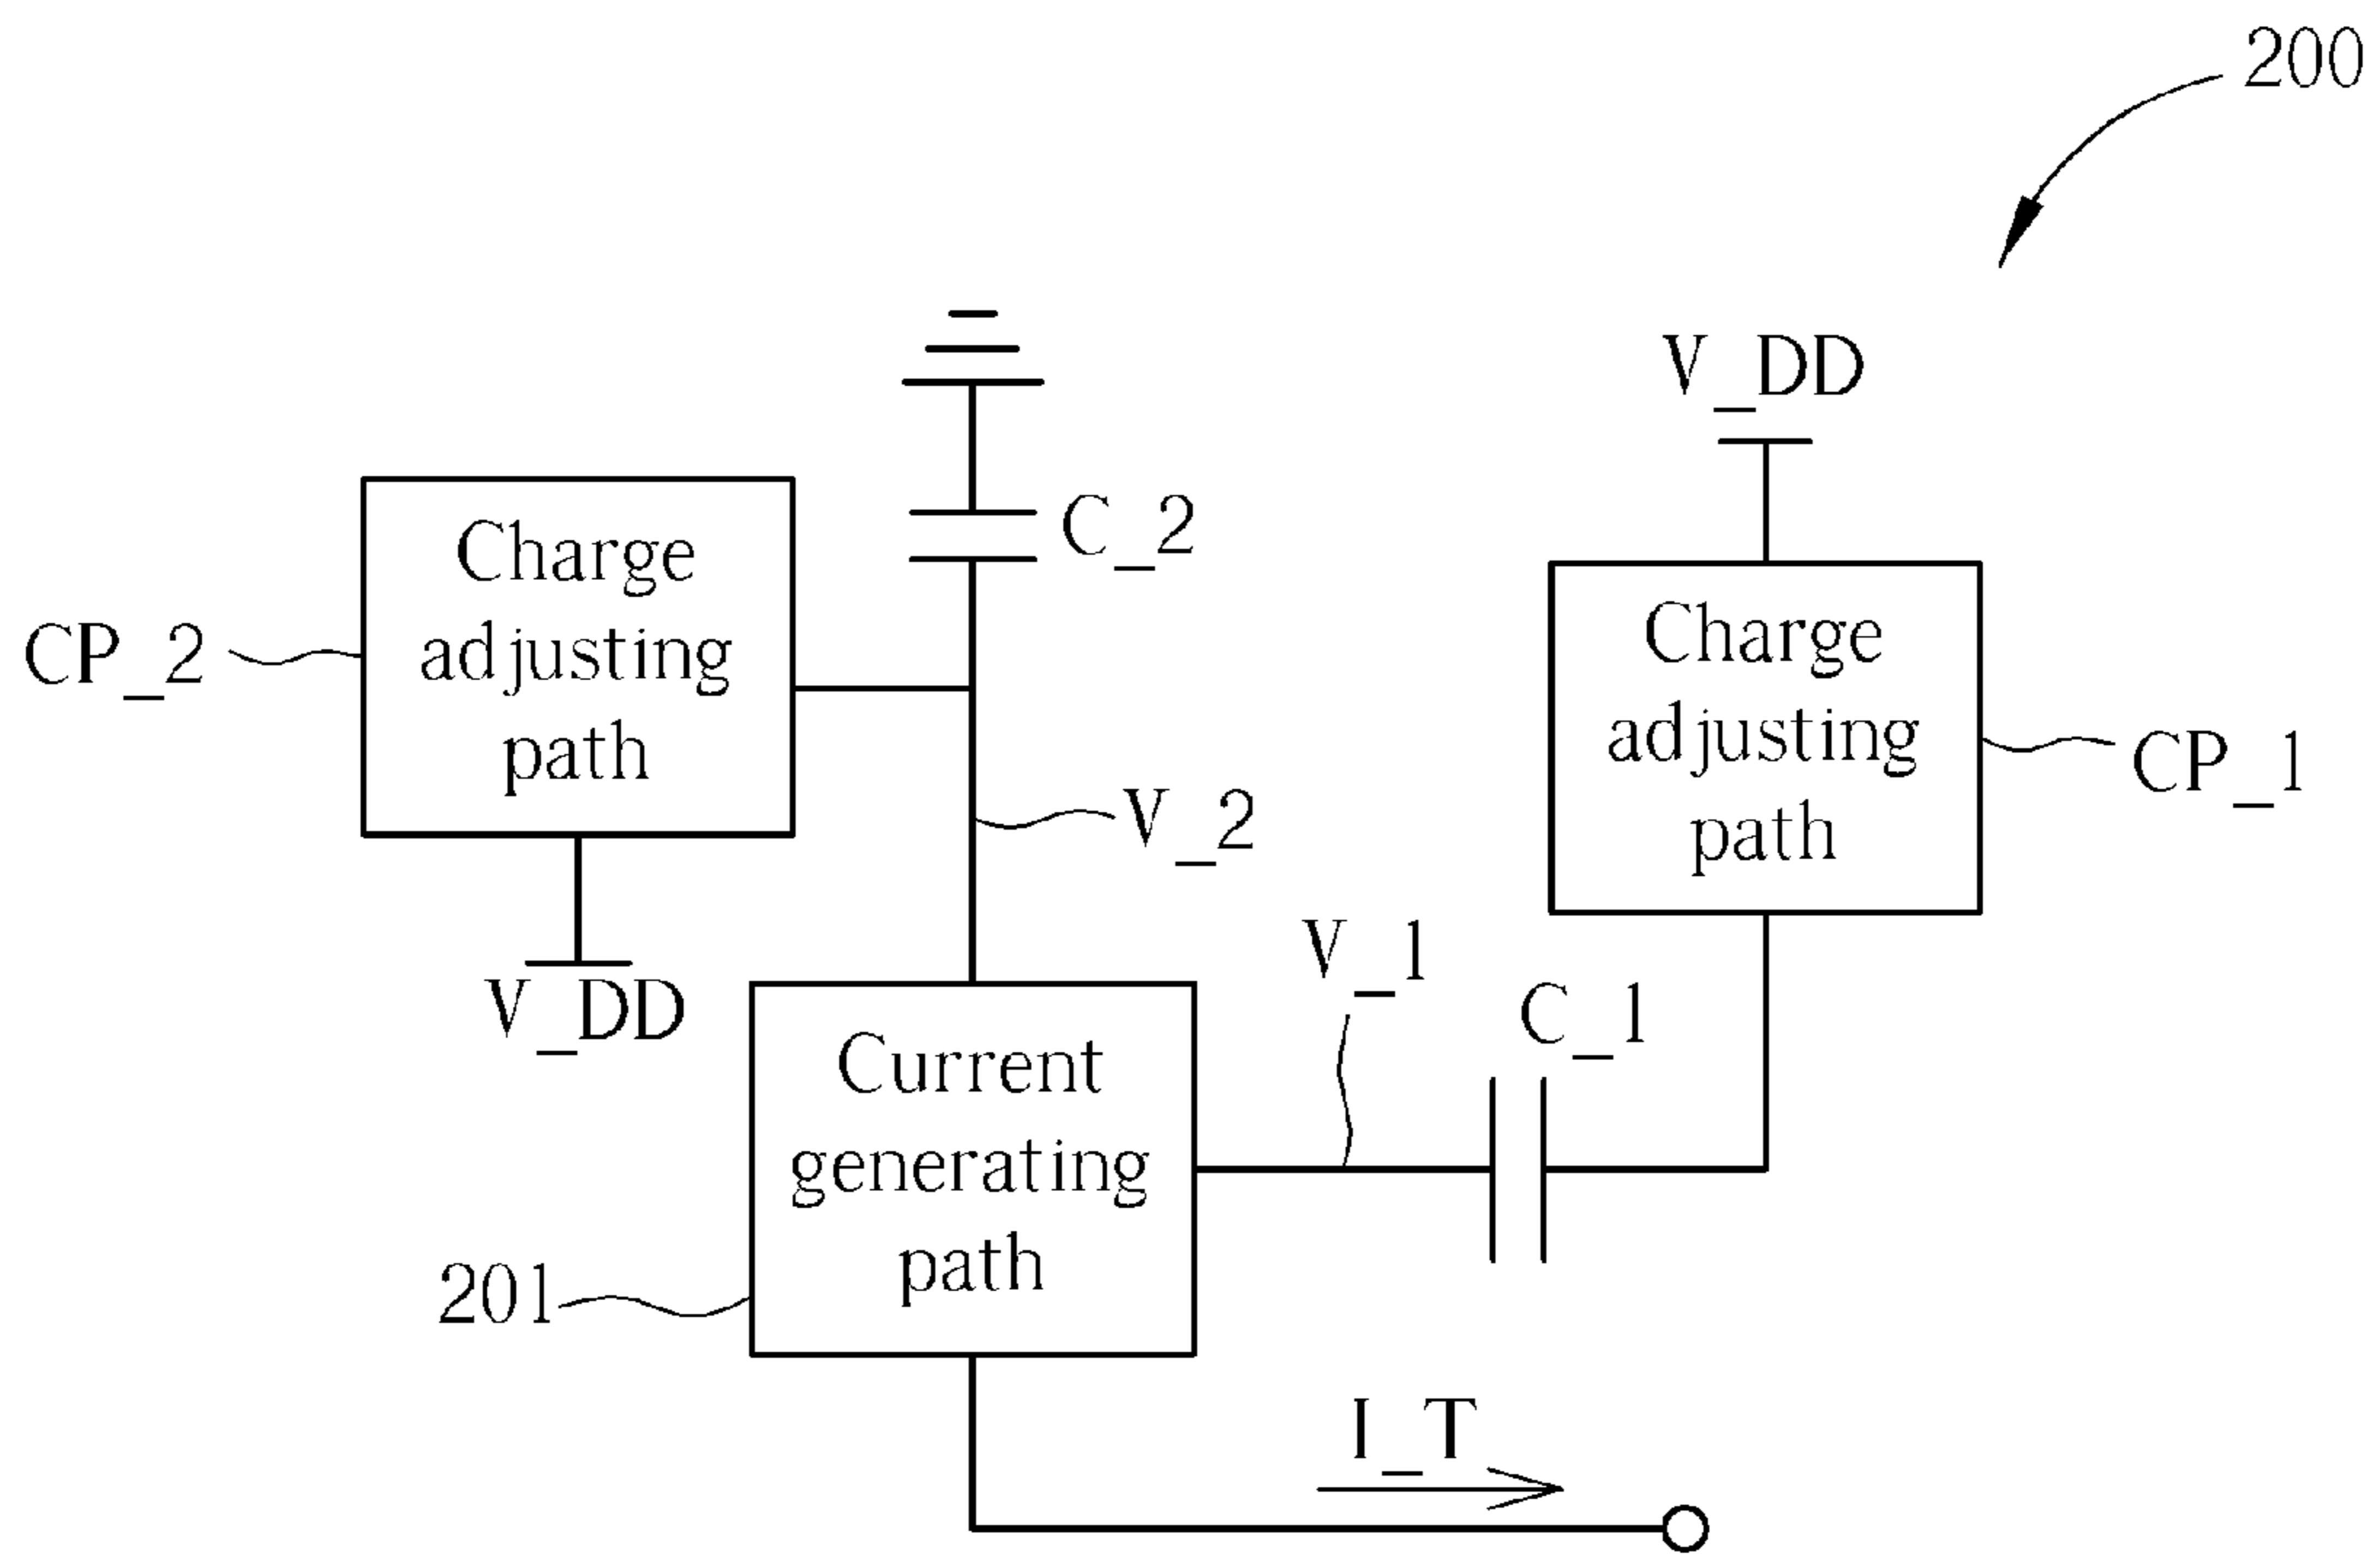 200
V_DD
C_2
Charge
adjusting
path
CP_2
Charge
adjusting
path
CP_1
V_2
V_1
V_DD
C_1
Current
generating
path
201
I_T